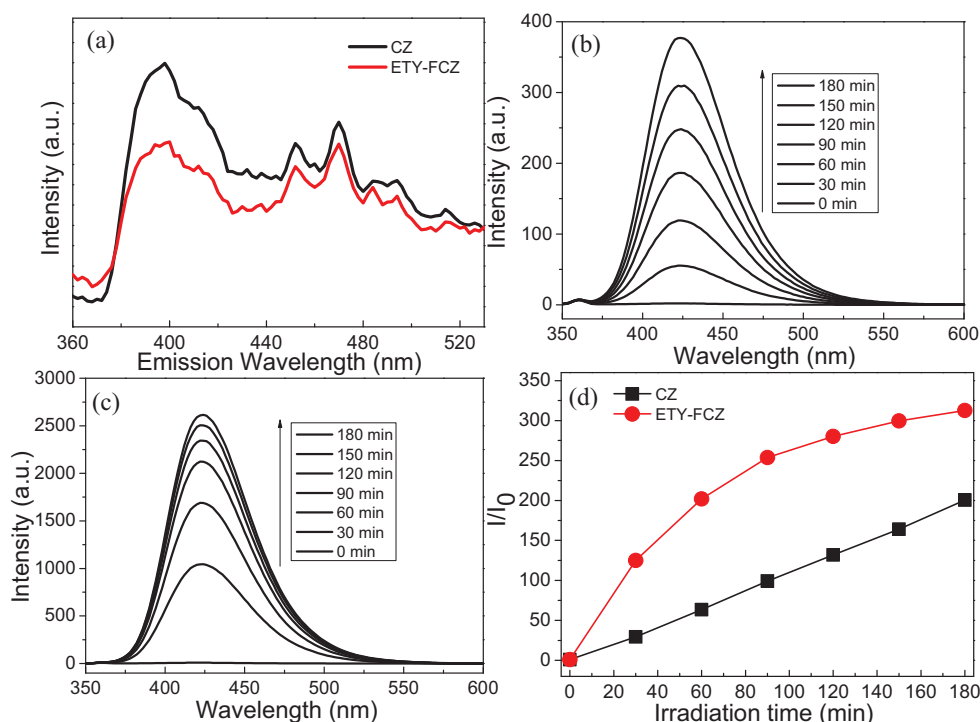 (a)
CZ
ETY-FCZ
Intensity (a.u.)
360 400 440 480 520
Emission Wavelength (nm)
(b)
400
300
200
100
0
Intensity (a.u.)
180 min
150 min
120 min
90 min
60 min
30 min
0 min
350 400 450 500 550 600
Wavelength (nm)
(c)
3000
2500
2000
1500
1000
500
0
Intensity (a.u.)
180 min
150 min
120 min
90 min
60 min
30 min
0 min
350 400 450 500 550 600
Wavelength (nm)
(d)
CZ
ETY-FCZ
350
300
250
200
150
100
50
0
I/I0
0 20 40 60 80 100 120 140 160 180
Irradiation time (min)